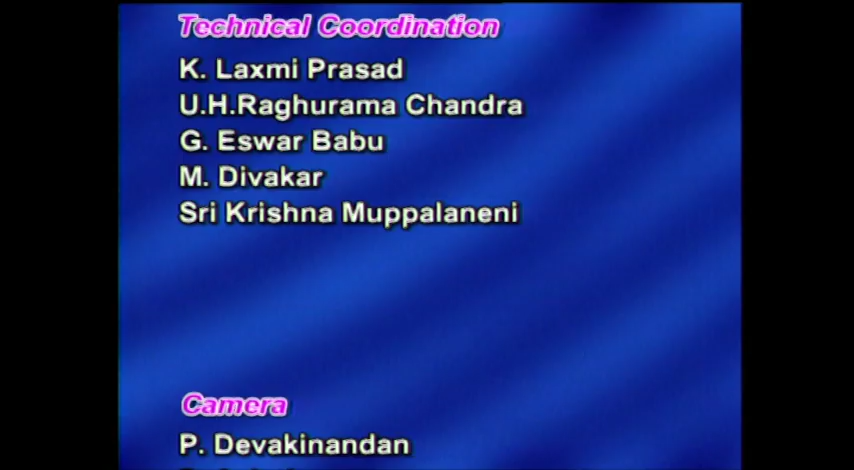 Technical Coordination
K. Laxmi Prasad
U.H.Raghurama Chandra
G. Eswar Babu
M. Divakar
Sri Krishna Muppalaneni
Camera
P. Devakinandan